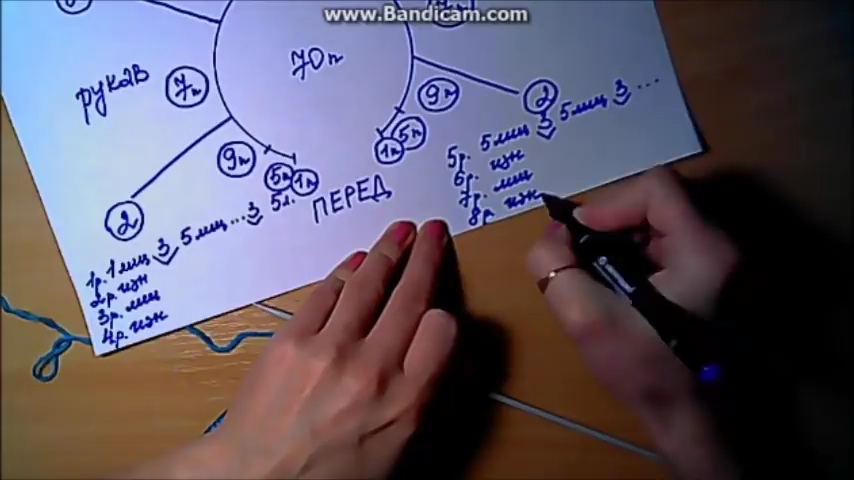 www.Bandicam.com
70п
рукав
7п
9п
2
9п
5п
1п
5п
1п
2
ПЕРЕД
1р. 1 лиц 3 5 лиц ... 3 5л.
2р. изн
3р. лиц
4р. изн
5р. 5 лиц 3 5 лиц 3 ...
6р. изн
7р. лиц
8р. изн